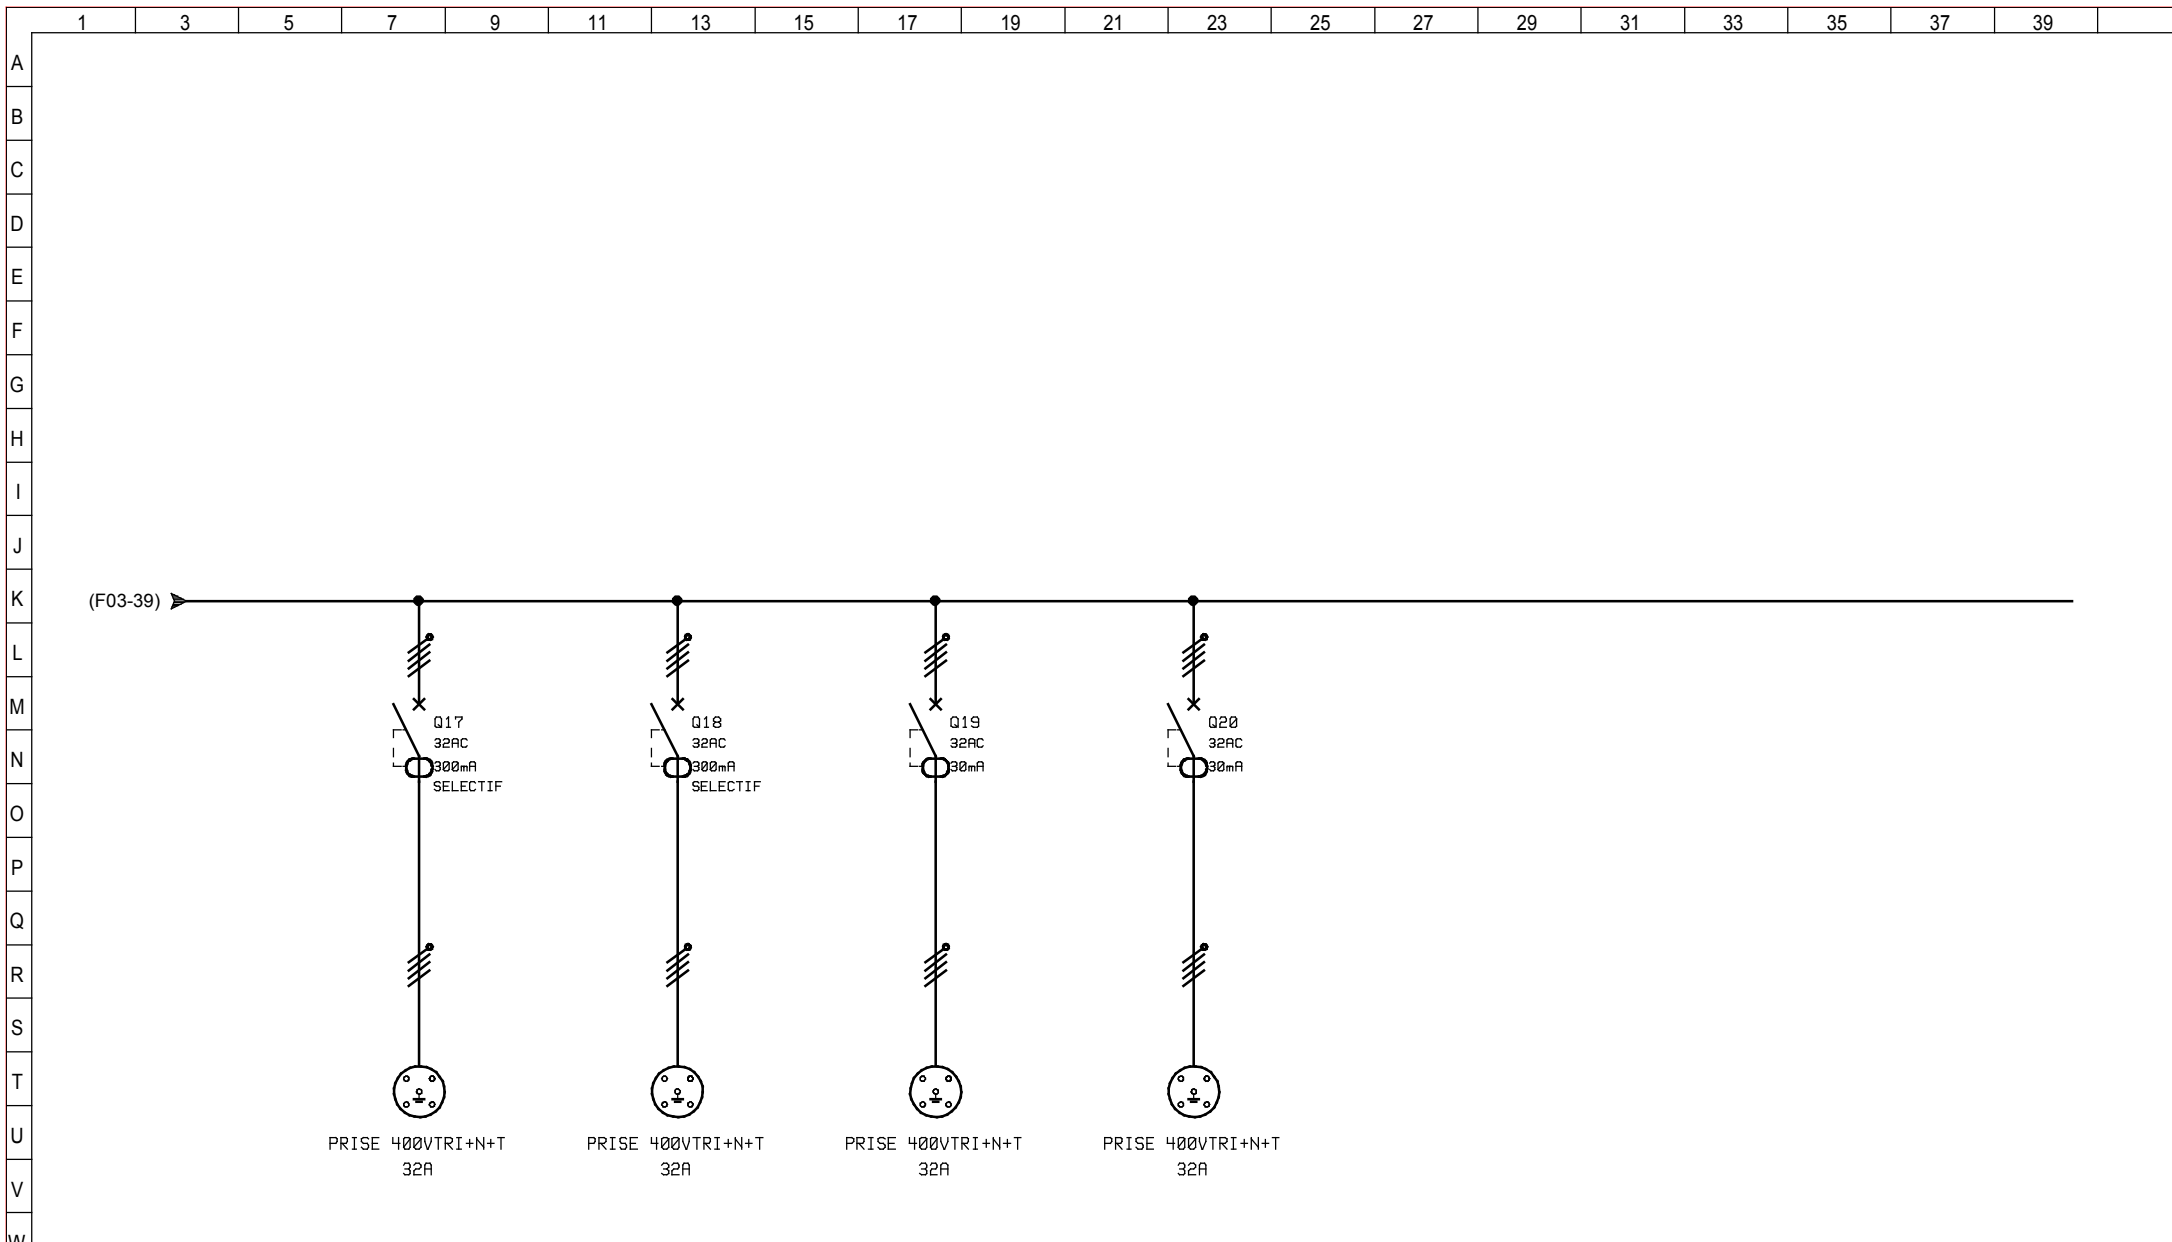 1 3 5 7 9 11 13 15 17 19 21 23 25 27 29 31 33 35 37 39
A
B
C
D
E
F
G
H
I
J
K
(F03-39)
L
M
Q17 Q18 Q19 Q20
32AC 32AC 32AC 32AC
N
300mA 300mA 30mA 30mA
SELECTIF SELECTIF
O
P
Q
R
S
T
U
PRISE 400VTRI+N+T PRISE 400VTRI+N+T PRISE 400VTRI+N+T PRISE 400VTRI+N+T
32A 32A 32A 32A
V
W